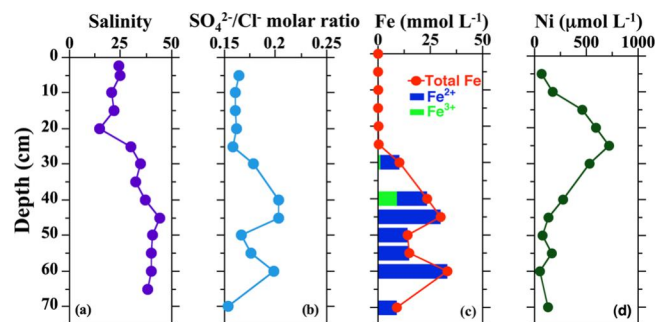 Salinity
SO₄²⁻/Cl⁻ molar ratio
Fe (mmol L⁻¹)
Ni (μmol L⁻¹)
0 25 50
0.15 0.2 0.25
0 25 50
0 500 1000
0
10
20
30
40
50
60
70
Depth (cm)
Total Fe
Fe²⁺
Fe³⁺
(a)
(b)
(c)
(d)